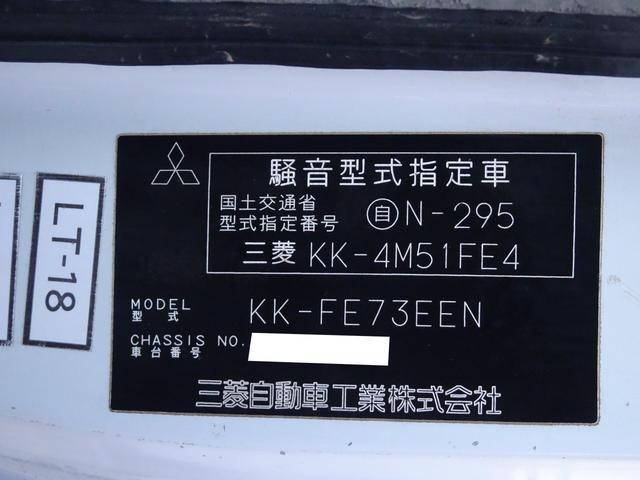 騒音型式指定車
国土交通省
型式指定番号 自 N-295
三菱 KK-4M51FE4
MODEL
型式 KK-FE73EEN
CHASSIS NO.
車台番号
三菱自動車工業株式会社
LT-18